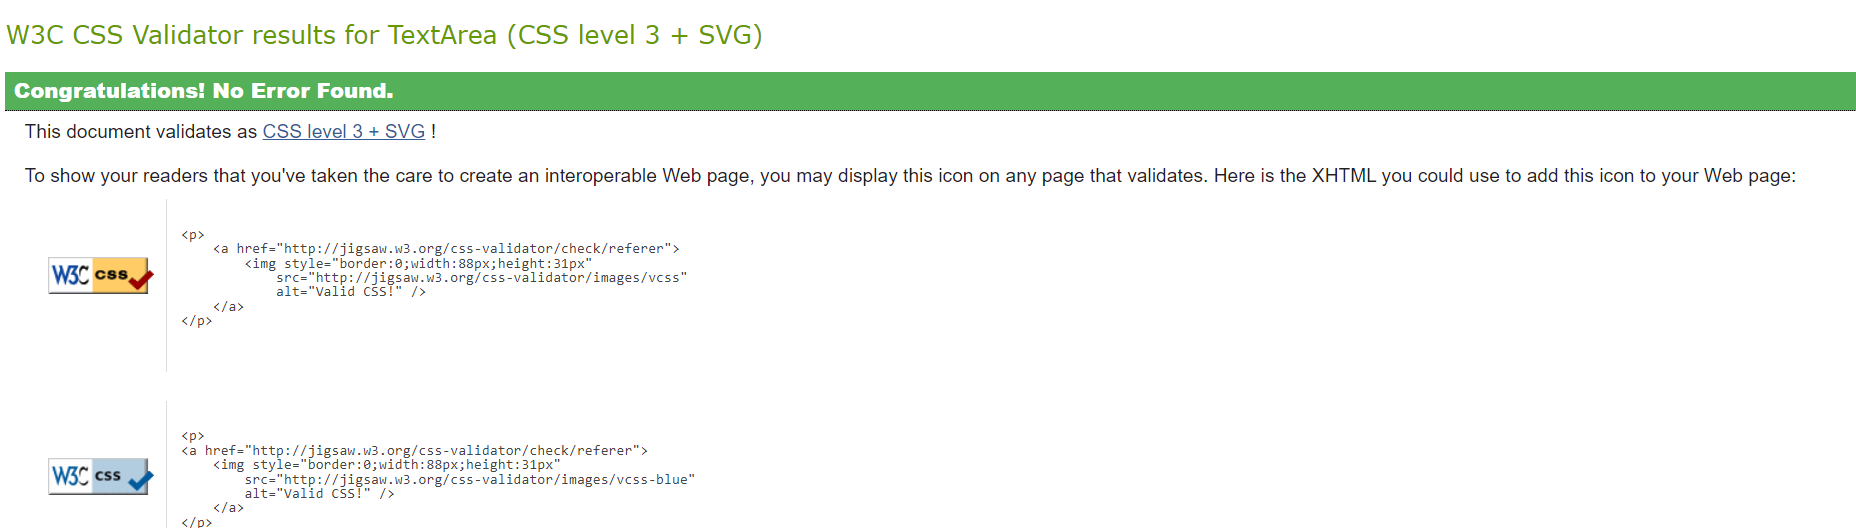 W3C CSS Validator results for TextArea (CSS level 3 + SVG)
Congratulations! No Error Found.
This document validates as CSS level 3 + SVG !
To show your readers that you've taken the care to create an interoperable Web page, you may display this icon on any page that validates. Here is the XHTML you could use to add this icon to your Web page:
W3C css
<p>
    <a href="http://jigsaw.w3.org/css-validator/check/referer">
        <img style="border:0;width:88px;height:31px"
            src="http://jigsaw.w3.org/css-validator/images/vcss"
            alt="Valid CSS!" />
    </a>
</p>
W3C css
<p>
<a href="http://jigsaw.w3.org/css-validator/check/referer">
    <img style="border:0;width:88px;height:31px"
        src="http://jigsaw.w3.org/css-validator/images/vcss-blue"
        alt="Valid CSS!" />
    </a>
</p>